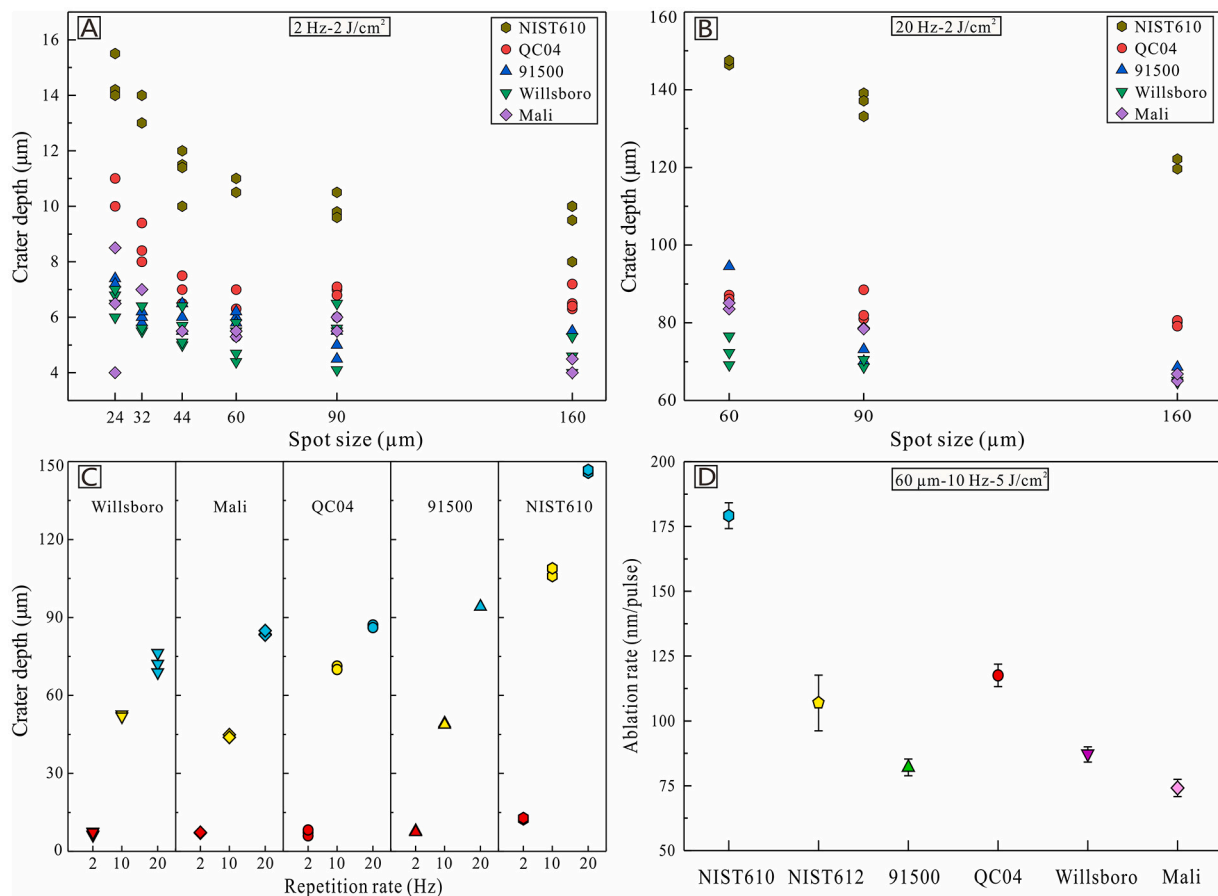 A
2 Hz-2 J/cm²
NIST610
QC04
91500
Willsboro
Mali
16
14
12
10
8
6
4
Crater depth (μm)
24 32 44 60 90 160
Spot size (μm)
B
20 Hz-2 J/cm²
NIST610
QC04
91500
Willsboro
Mali
160
140
120
100
80
60
Crater depth (μm)
60 90 160
Spot size (μm)
C
Willsboro Mali QC04 91500 NIST610
150
120
90
60
30
0
Crater depth (μm)
2 10 20 2 10 20 2 10 20 2 10 20 2 10 20
Repetition rate (Hz)
D
60 μm-10 Hz-5 J/cm²
200
175
150
125
100
75
50
Ablation rate (nm/pulse)
NIST610 NIST612 91500 QC04 Willsboro Mali